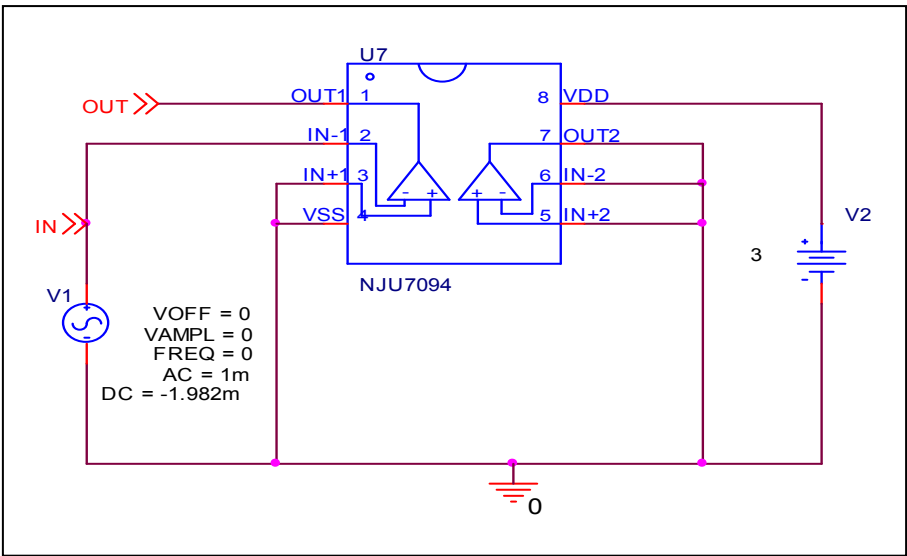 U7
OUT
OUT1 1
8 VDD
IN-1 2
7 OUT2
IN+1 3
6 IN-2
- +
+ -
VSS 4
5 IN+2
IN
V2
+
3
-
NJU7094
V1
+
-
VOFF = 0
VAMPL = 0
FREQ = 0
AC = 1m
DC = -1.982m
0